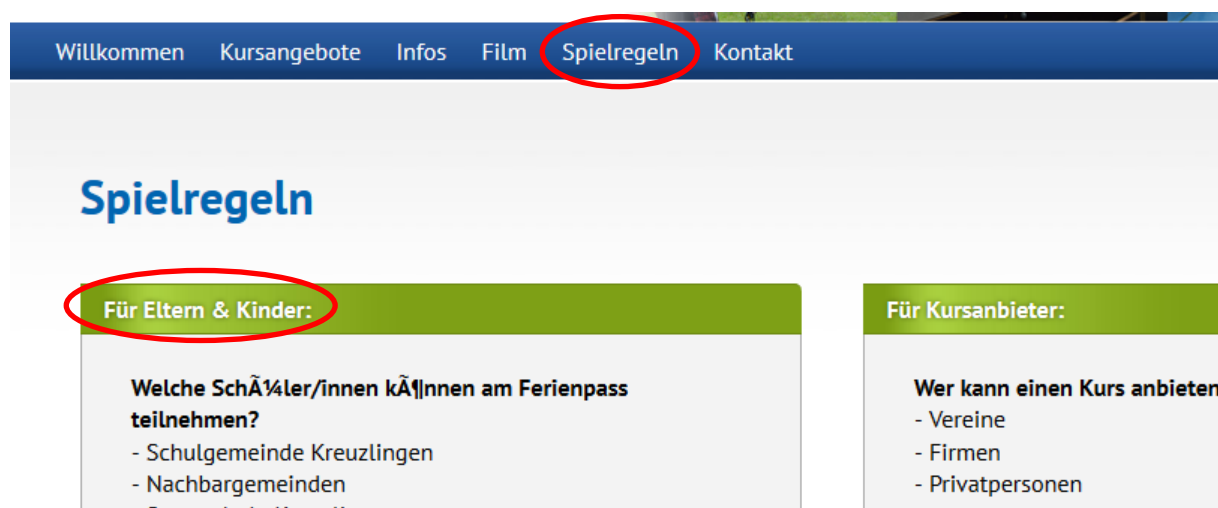 Willkommen Kursangebote Infos Film Spielregeln Kontakt
Spielregeln
Für Eltern & Kinder:
Welche SchÃ¼ler/innen kÃ¶nnen am Ferienpass
teilnehmen?
- Schulgemeinde Kreuzlingen
- Nachbargemeinden
Für Kursanbieter:
Wer kann einen Kurs anbieten
- Vereine
- Firmen
- Privatpersonen